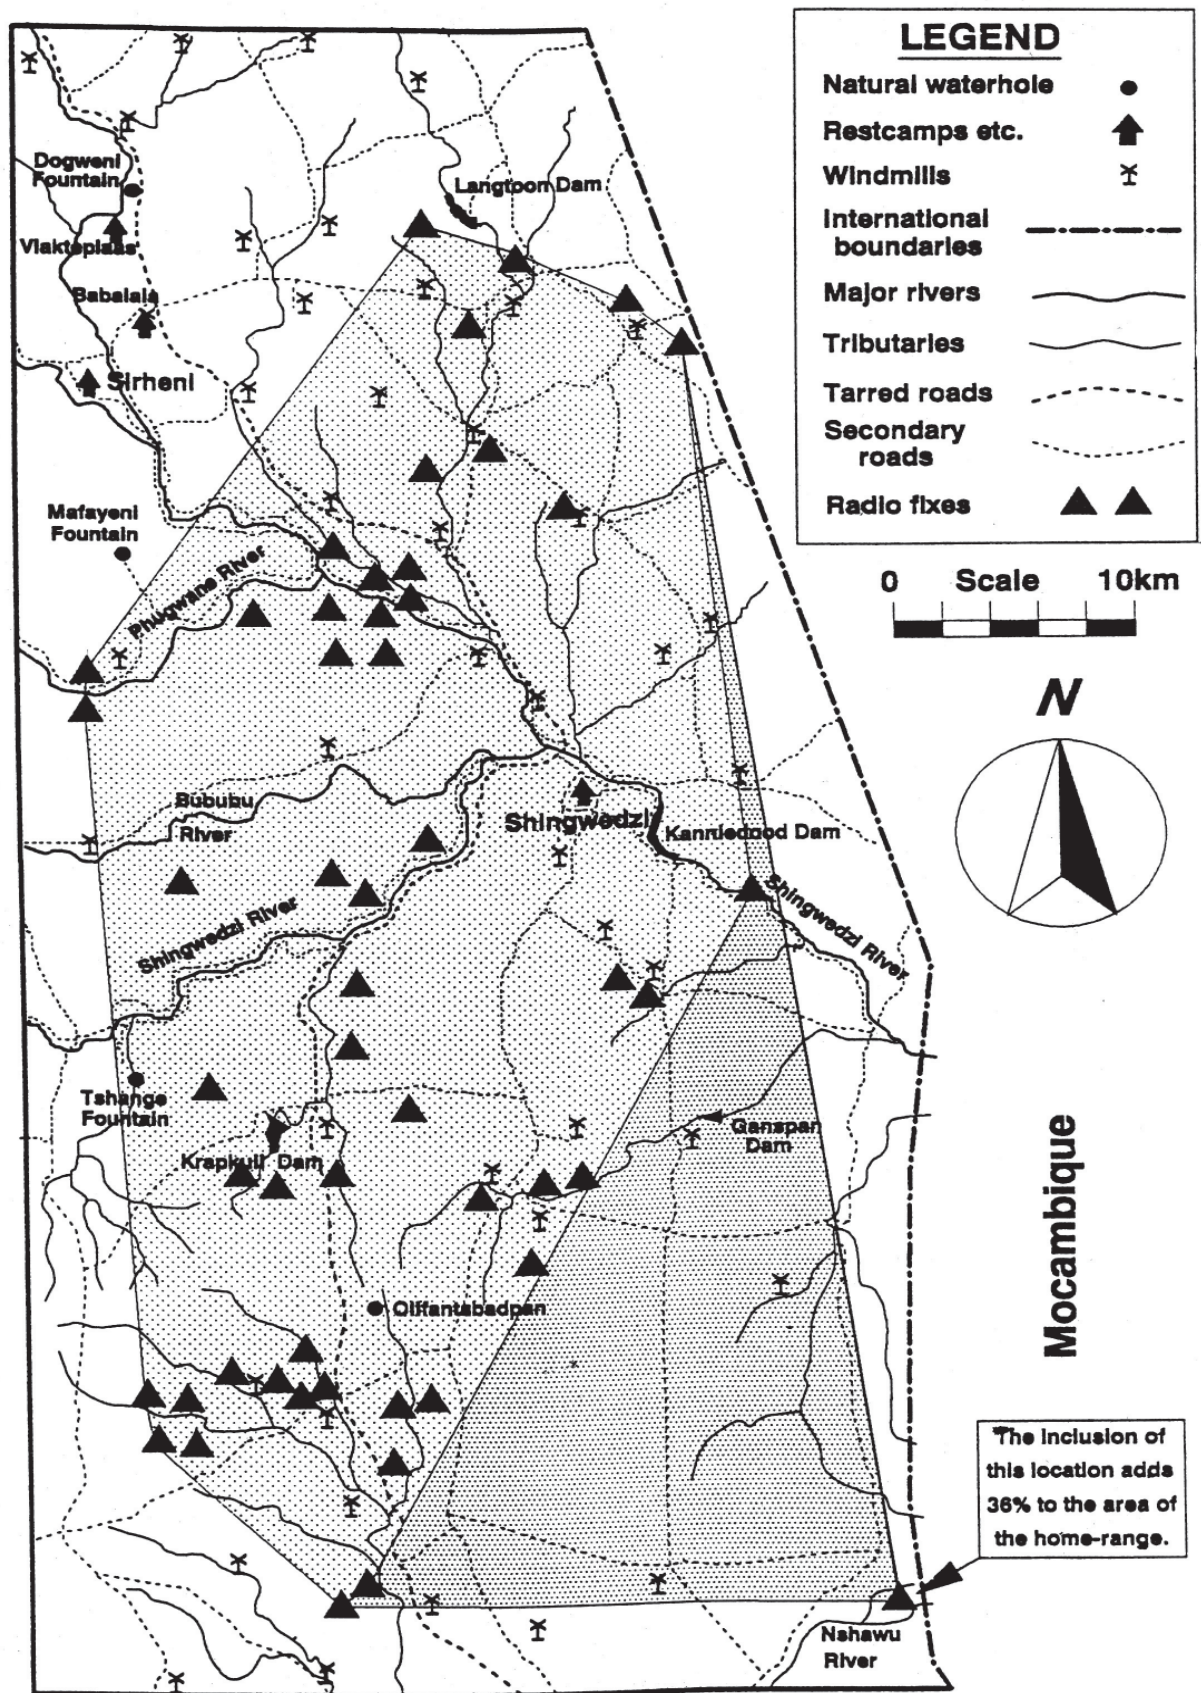 LEGEND
Natural waterhole
Restcamps etc.
Windmills
International
boundaries
Major rivers
Tributaries
Tarred roads
Secondary
roads
Radio fixes
0 Scale 10km
N
Dogweni
Fountain
Langtoon Dam
Vlakteplaas
Babalala
Sirheni
Mafayeni
Fountain
Phugwane River
Bububu
River
Shingwedzi
Kanniedood Dam
Shingwedzi River
Shingwedzi River
Tshange
Fountain
Ganspan
Dam
Krapkuil Dam
Olifantsbadpan
Mocambique
The inclusion of
this location adds
36% to the area of
the home-range.
Nshawu
River